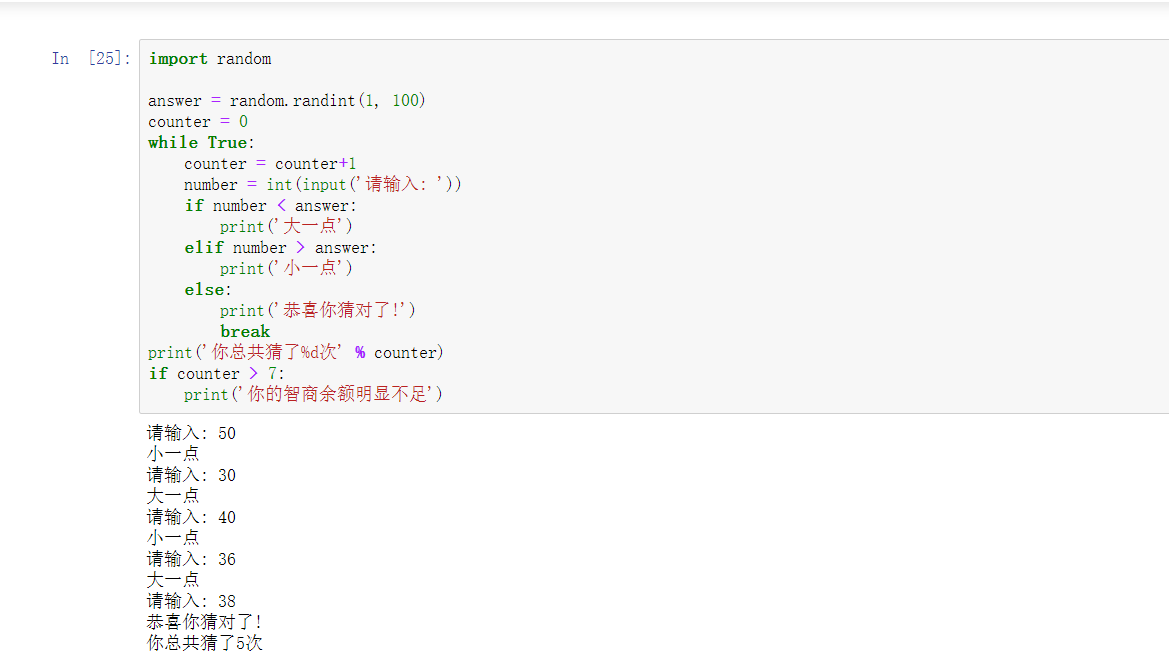 In [25]: import random
answer = random.randint(1, 100)
counter = 0
while True:
    counter = counter+1
    number = int(input('请输入: '))
    if number < answer:
        print('大一点')
    elif number > answer:
        print('小一点')
    else:
        print('恭喜你猜对了!')
        break
print('你总共猜了%d次' % counter)
if counter > 7:
    print('你的智商余额明显不足')
请输入: 50
小一点
请输入: 30
大一点
请输入: 40
小一点
请输入: 36
大一点
请输入: 38
恭喜你猜对了!
你总共猜了5次